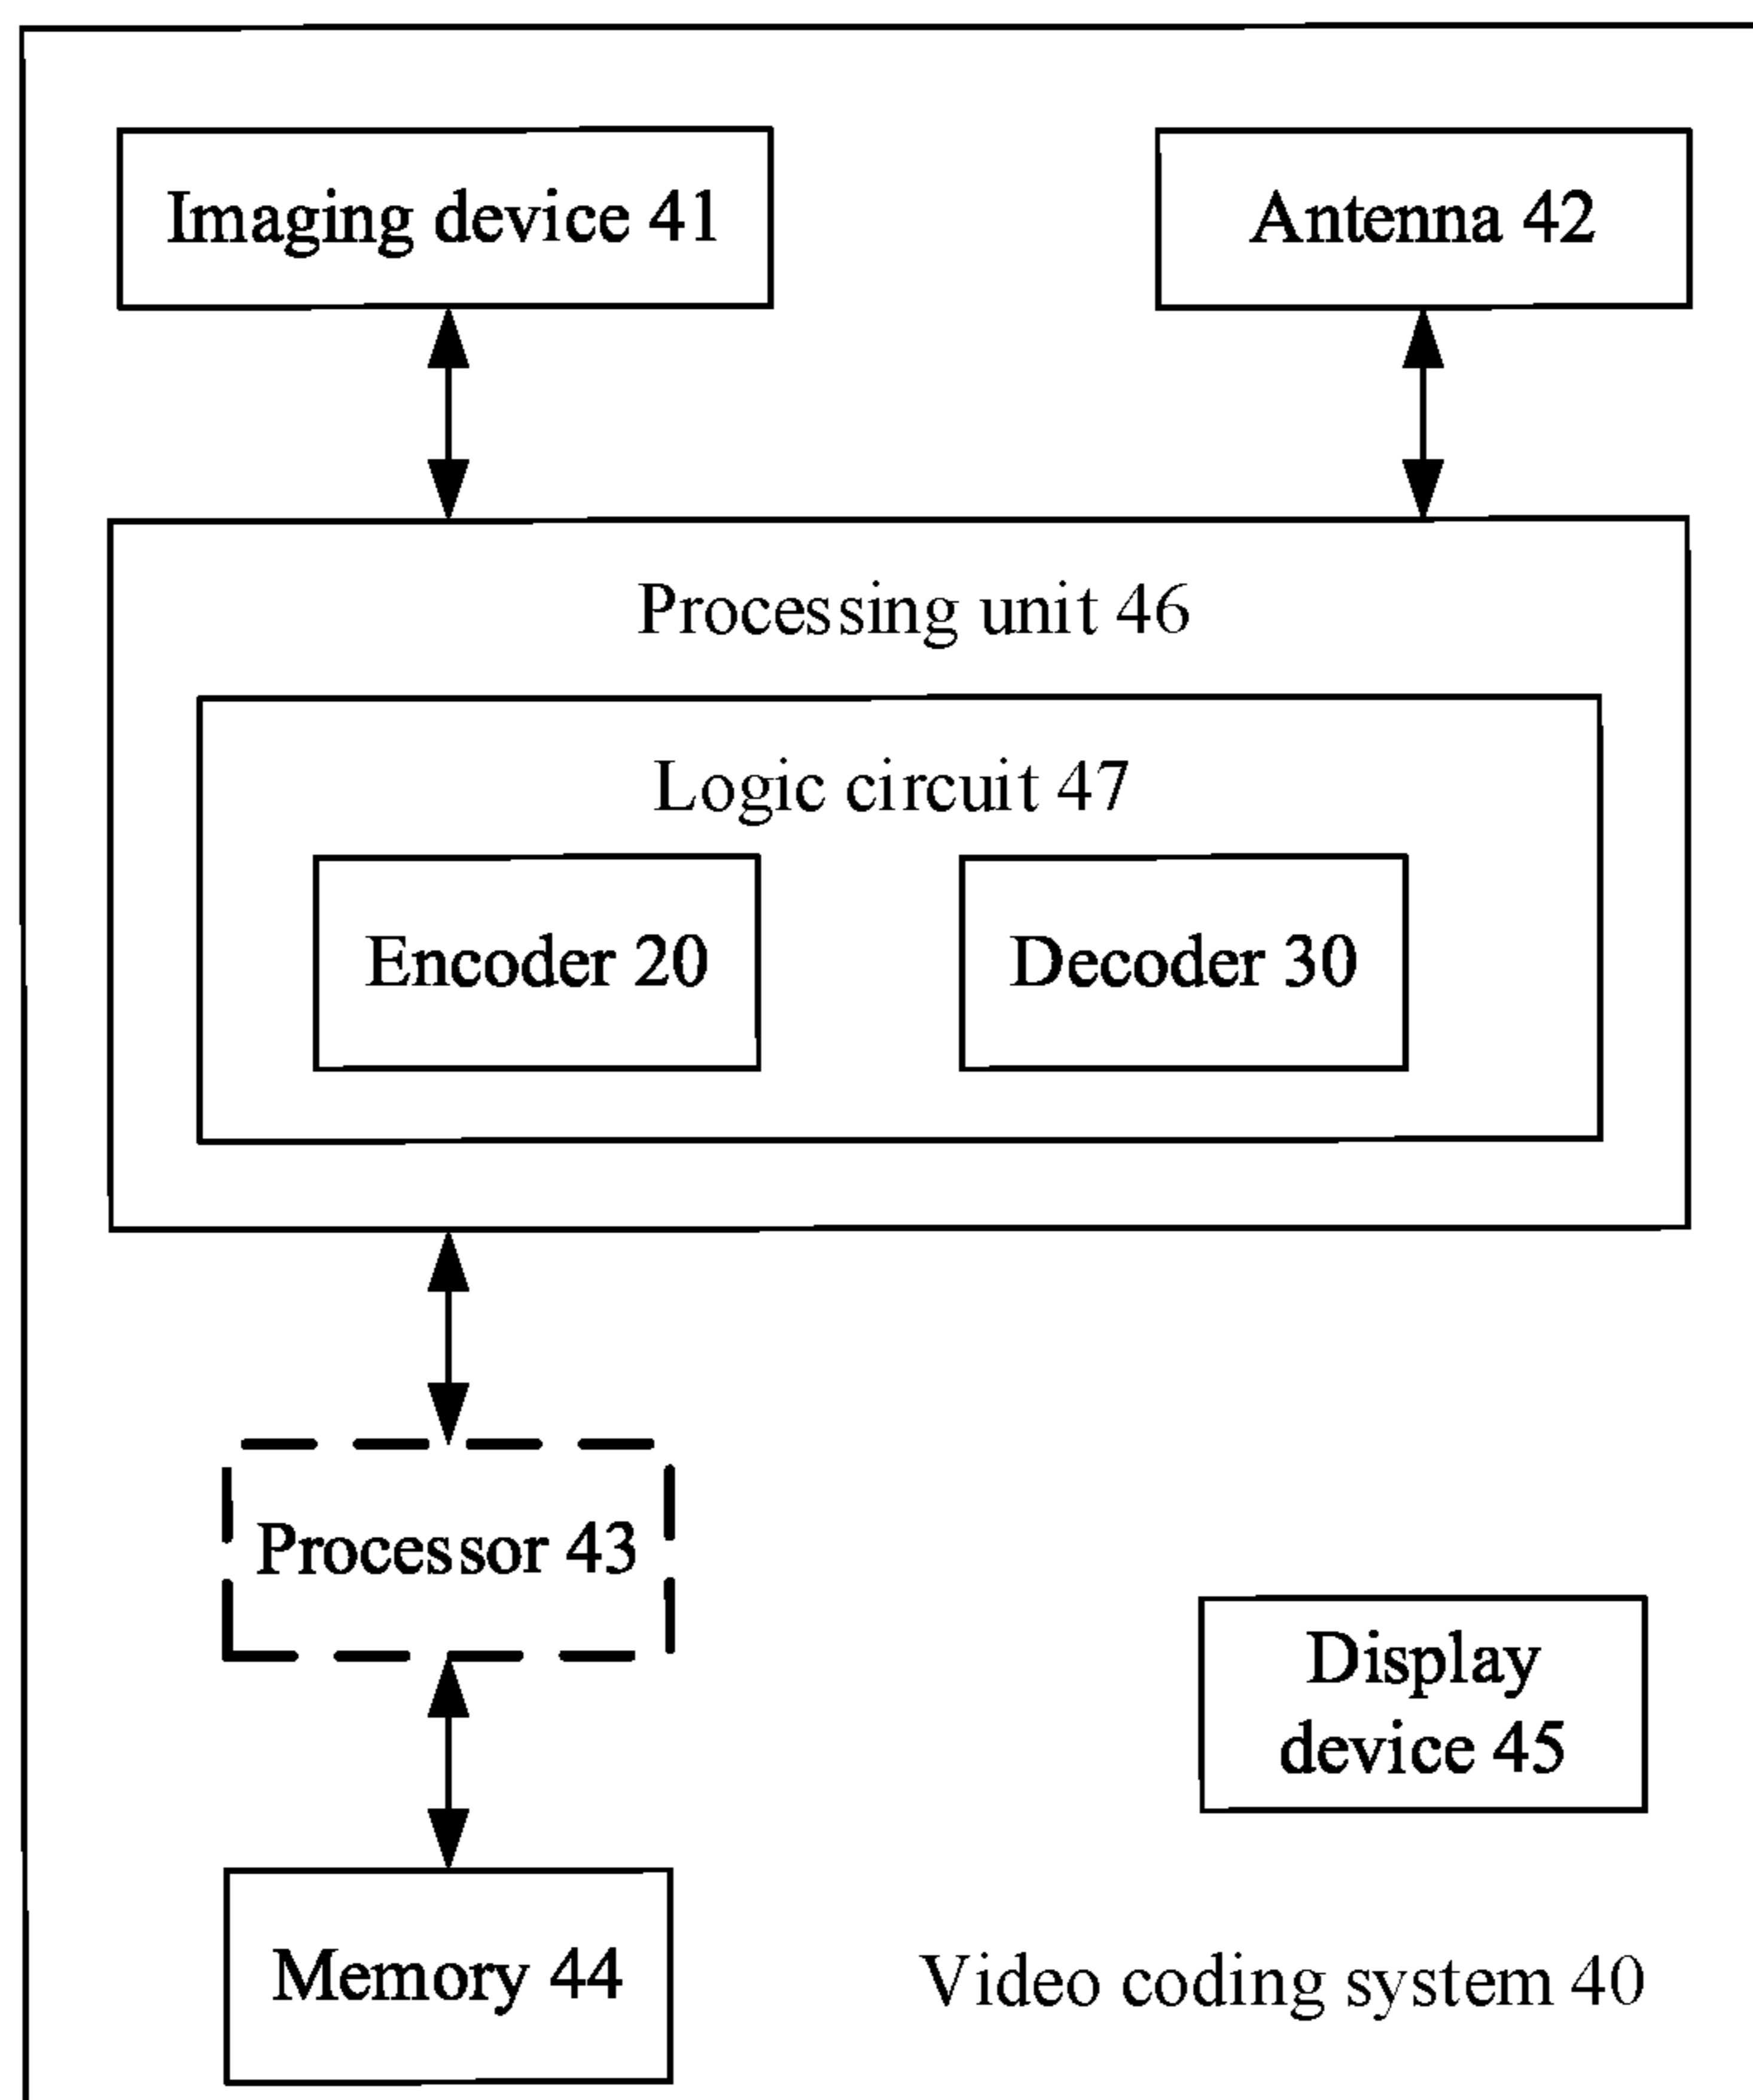 Imaging device 41
Antenna 42
Processing unit 46
Logic circuit 47
Encoder 20
Decoder 30
Processor 43
Display
device 45
Memory 44
Video coding system 40